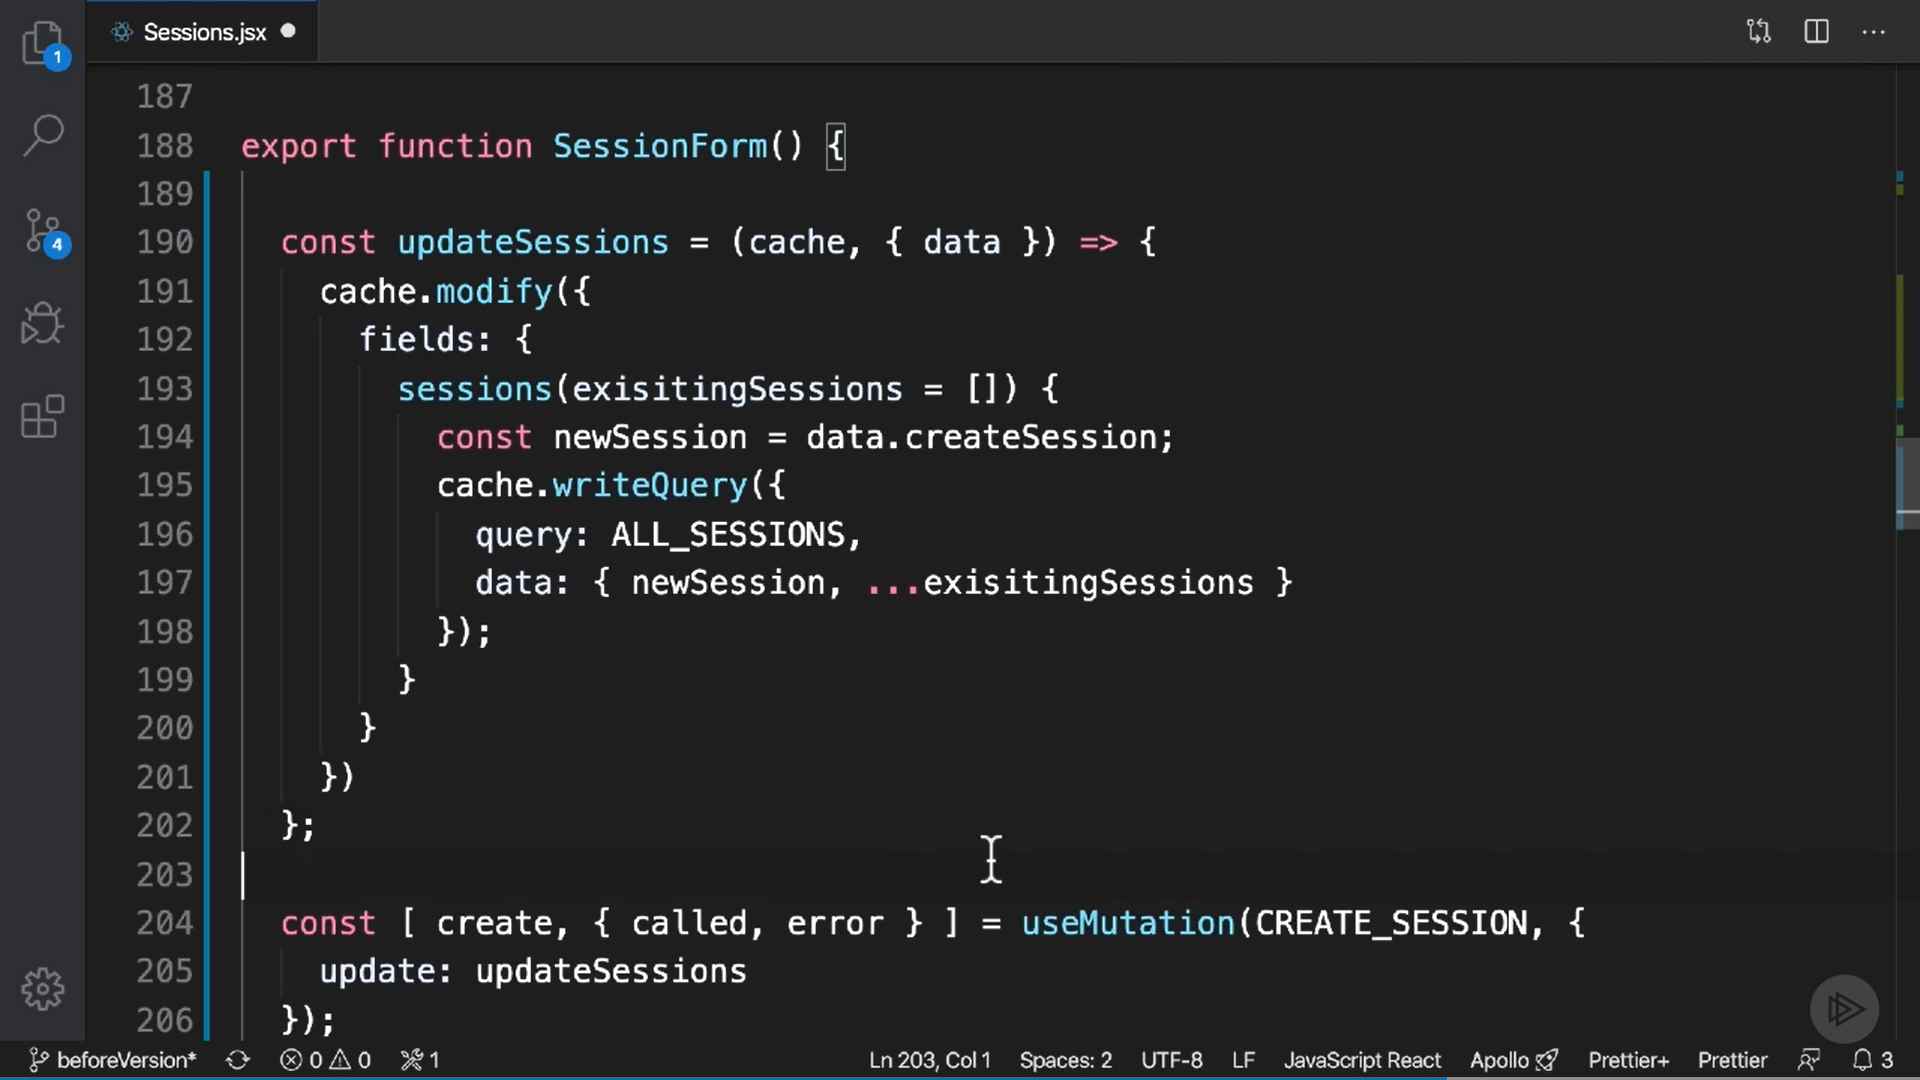 Sessions.jsx
1
187
188 export function SessionForm() {
189
190 const updateSessions = (cache, { data }) => {
191 cache.modify({
192 fields: {
193 sessions(exisitingSessions = []) {
194 const newSession = data.createSession;
195 cache.writeQuery({
196 query: ALL_SESSIONS,
197 data: { newSession, ...exisitingSessions }
198 });
199 }
200 }
201 })
202 };
203
204 const [ create, { called, error } ] = useMutation(CREATE_SESSION, {
205 update: updateSessions
206 });
4
beforeVersion* 0 0 1 Ln 203, Col 1 Spaces: 2 UTF-8 LF JavaScript React Apollo Prettier+ Prettier 3